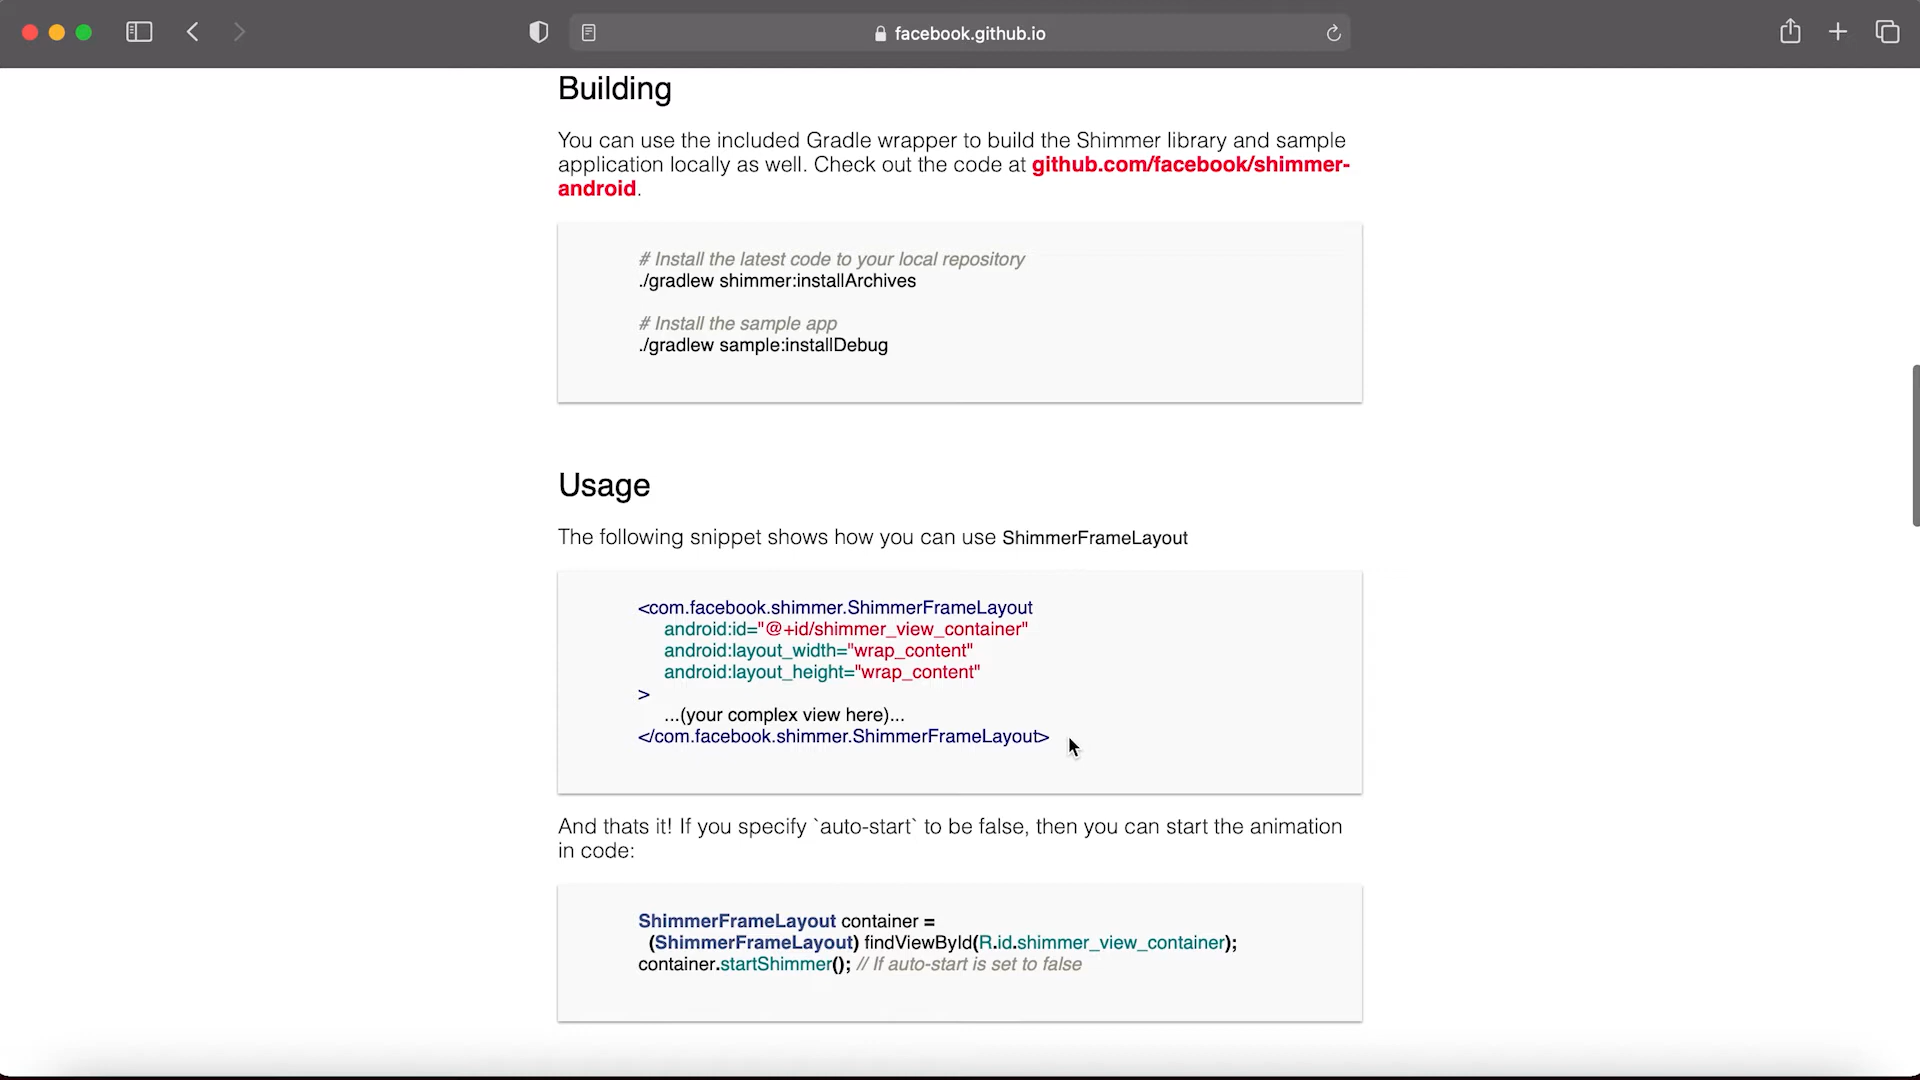 facebook.github.io
Building
You can use the included Gradle wrapper to build the Shimmer library and sample
application locally as well. Check out the code at github.com/facebook/shimmer-
android.
# Install the latest code to your local repository
./gradlew shimmer:installArchives
# Install the sample app
./gradlew sample:installDebug
Usage
The following snippet shows how you can use ShimmerFrameLayout
<com.facebook.shimmer.ShimmerFrameLayout
android:id="@+id/shimmer_view_container"
android:layout_width="wrap_content"
android:layout_height="wrap_content"
>
...(your complex view here)...
</com.facebook.shimmer.ShimmerFrameLayout>
And thats it! If you specify `auto-start` to be false, then you can start the animation
in code:
ShimmerFrameLayout container =
(ShimmerFrameLayout) findViewById(R.id.shimmer_view_container);
container.startShimmer(); // If auto-start is set to false